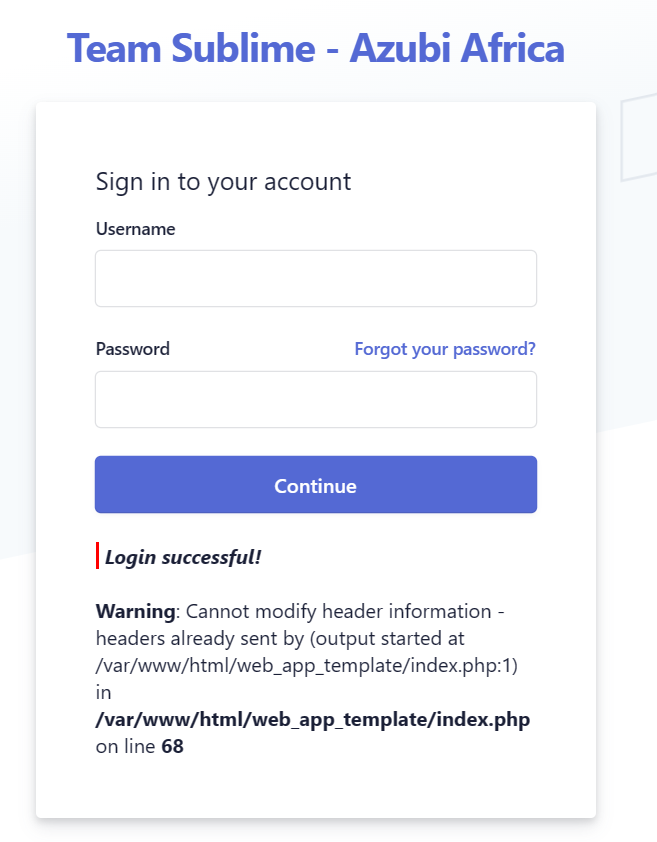 Team Sublime - Azubi Africa
Sign in to your account
Username
Password
Forgot your password?
Continue
Login successful!
Warning: Cannot modify header information -
headers already sent by (output started at
/var/www/html/web_app_template/index.php:1)
in
/var/www/html/web_app_template/index.php
on line 68